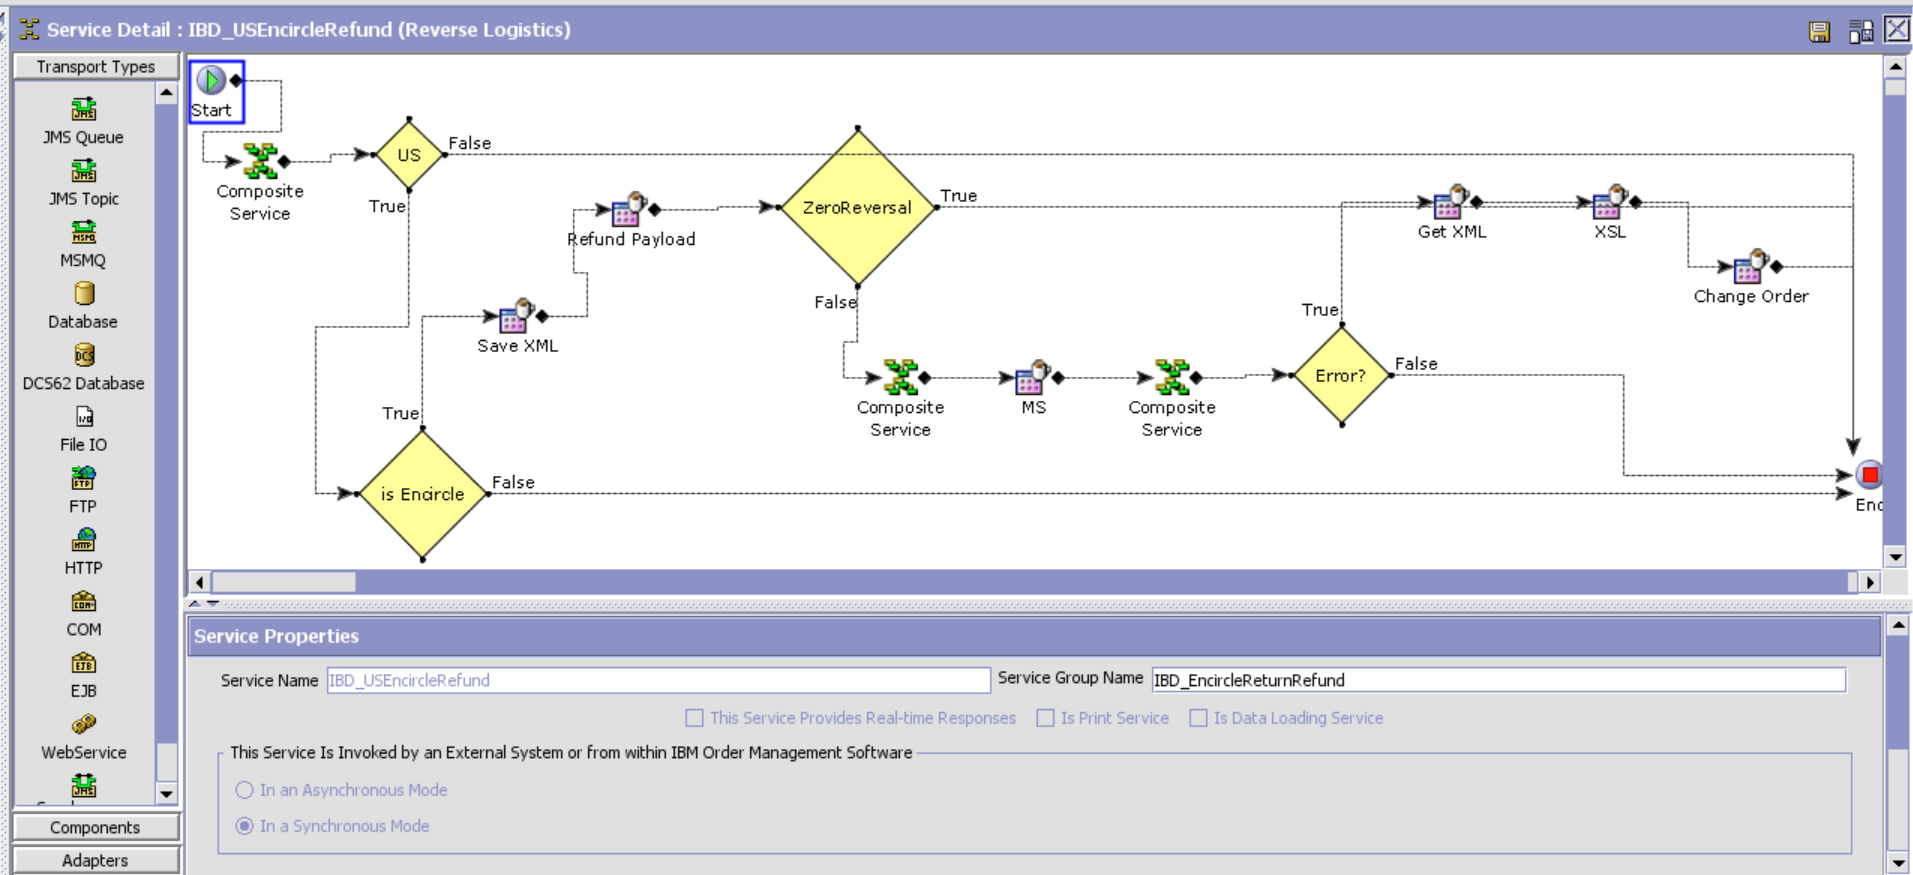 Service Detail : IBD_USEncircleRefund (Reverse Logistics)
Transport Types
JMS Queue
JMS Topic
MSMQ
Database
DCS62 Database
File IO
FTP
HTTP
COM
EJB
WebService
Components
Adapters
Start
Composite
Service
US
False
True
Refund Payload
Save XML
ZeroReversal
True
False
Get XML
XSL
Change Order
Composite
Service
MS
Composite
Service
True
Error?
False
True
is Encircle
False
Service Properties
Service Name IBD_USEncircleRefund
Service Group Name IBD_EncircleReturnRefund
This Service Provides Real-time Responses
Is Print Service
Is Data Loading Service
This Service Is Invoked by an External System or from within IBM Order Management Software
In an Asynchronous Mode
In a Synchronous Mode